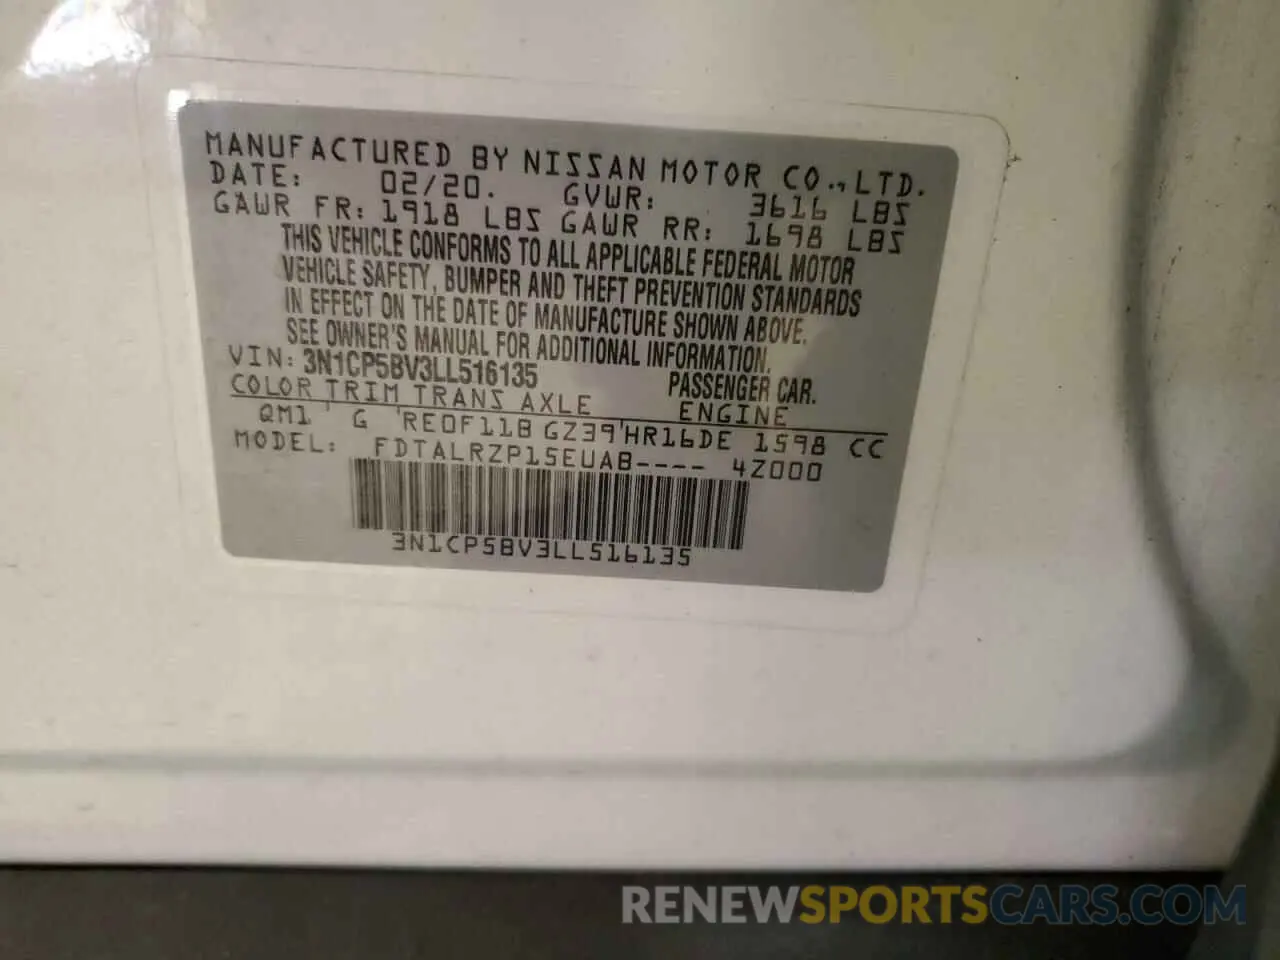 MANUFACTURED BY NISSAN MOTOR CO.,LTD.
DATE: 02/20. GVWR: 3616 LBS
GAWR FR: 1918 LBS GAWR RR: 1698 LBS
THIS VEHICLE CONFORMS TO ALL APPLICABLE FEDERAL MOTOR
VEHICLE SAFETY, BUMPER AND THEFT PREVENTION STANDARDS
IN EFFECT ON THE DATE OF MANUFACTURE SHOWN ABOVE.
SEE OWNER'S MANUAL FOR ADDITIONAL INFORMATION.
VIN: 3N1CP5BV3LL516135 PASSENGER CAR.
COLOR TRIM TRANS AXLE ENGINE
QM1 G RE0F11B GZ39 HR16DE 1598 CC
MODEL: FDTALRZP15EUAB---- 4Z000
3N1CP5BV3LL516135
RENEWSPORTSCARS.COM